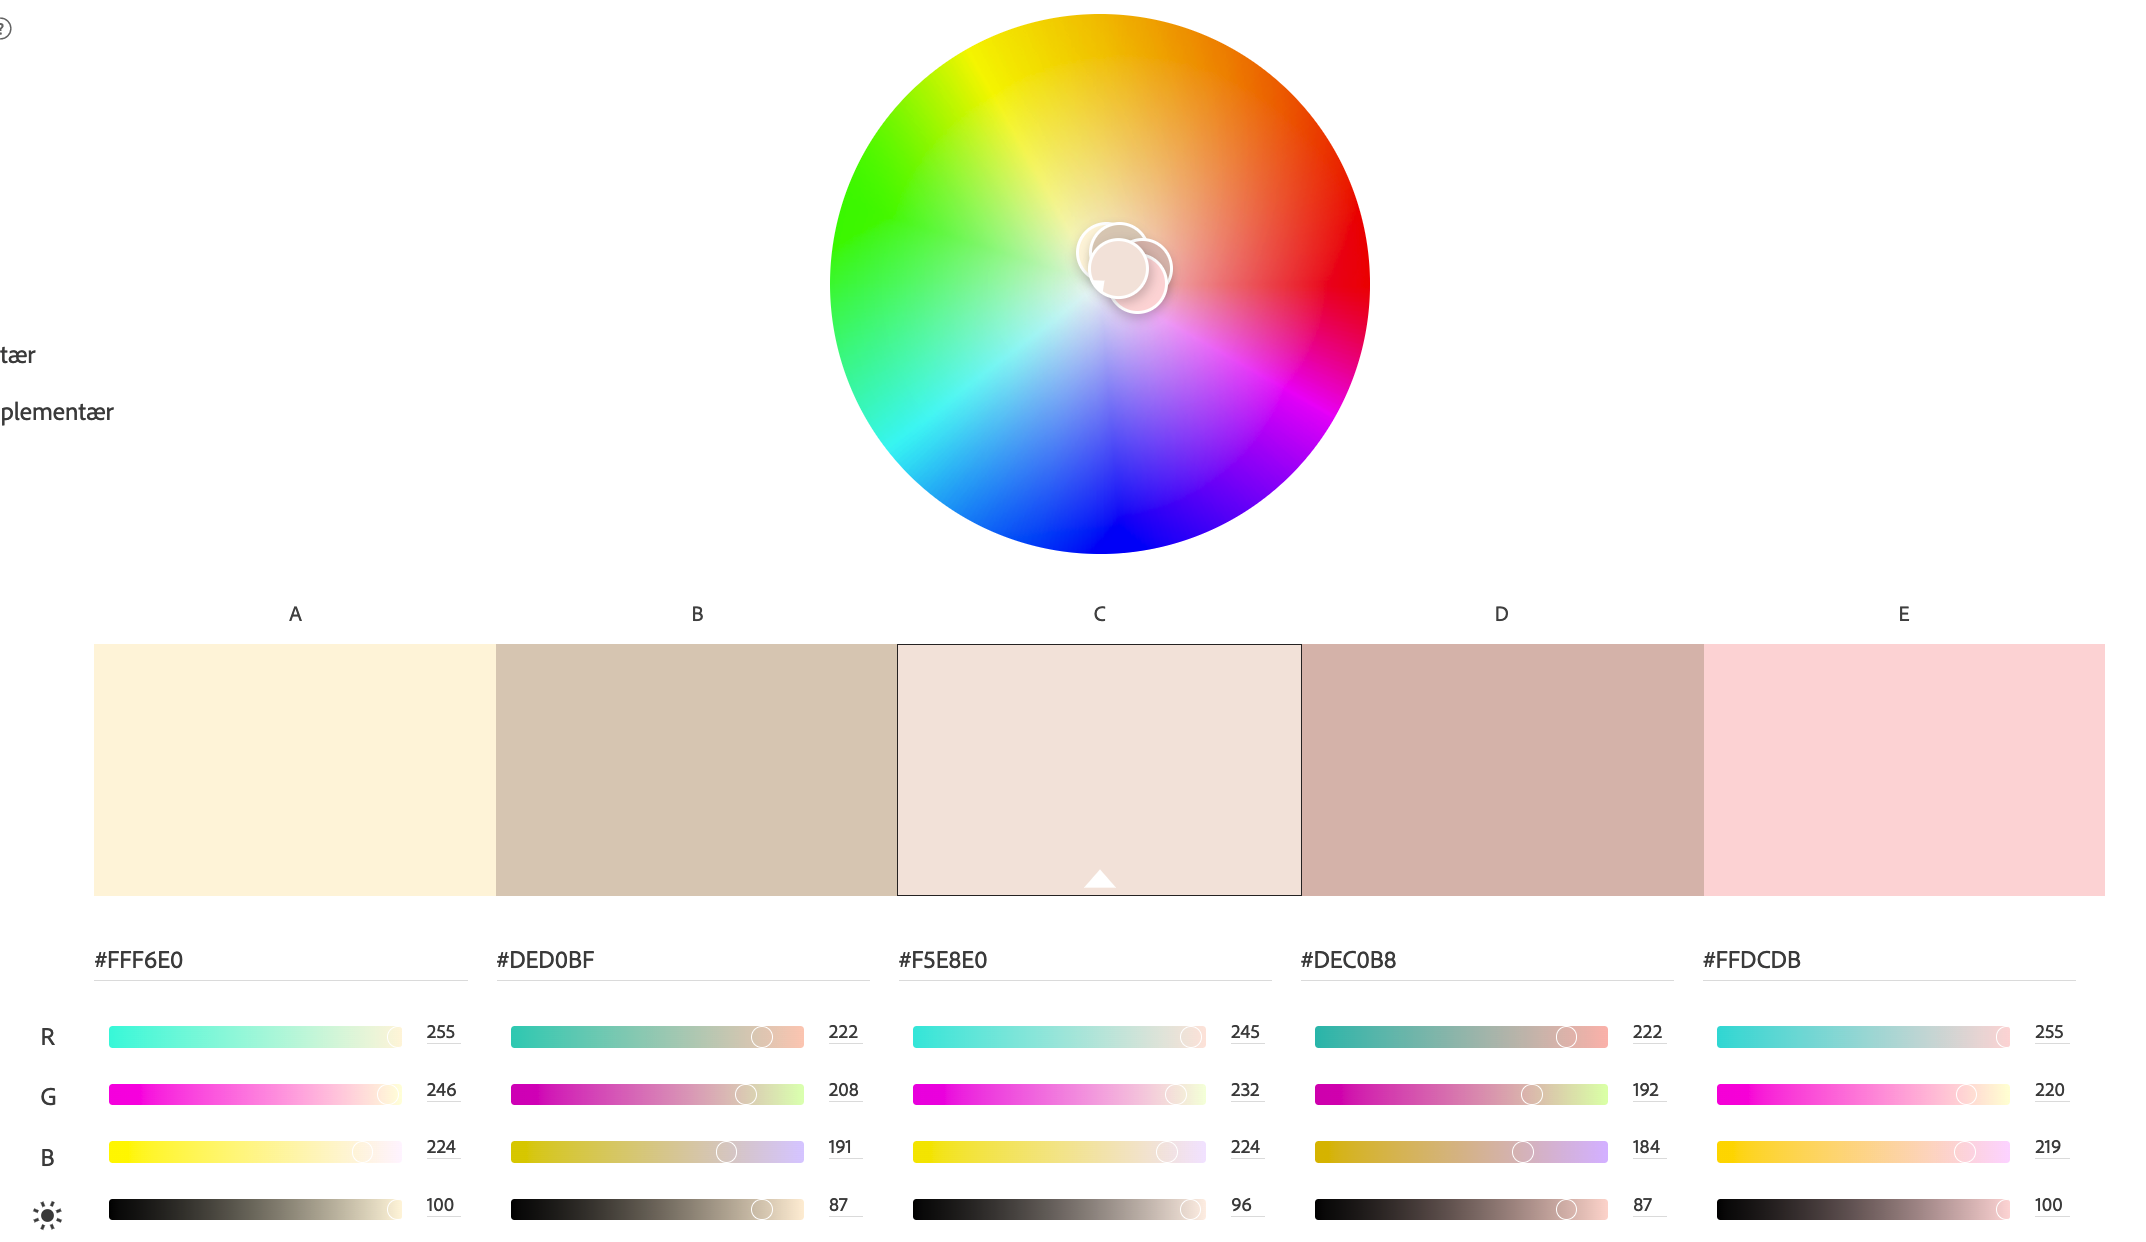 ?
tær
plementær
A B C D E
#FFF6E0 #DED0BF #F5E8E0 #DEC0B8 #FFDCDB
R 255 222 245 222 255
G 246 208 232 192 220
B 224 191 224 184 219
100 87 96 87 100